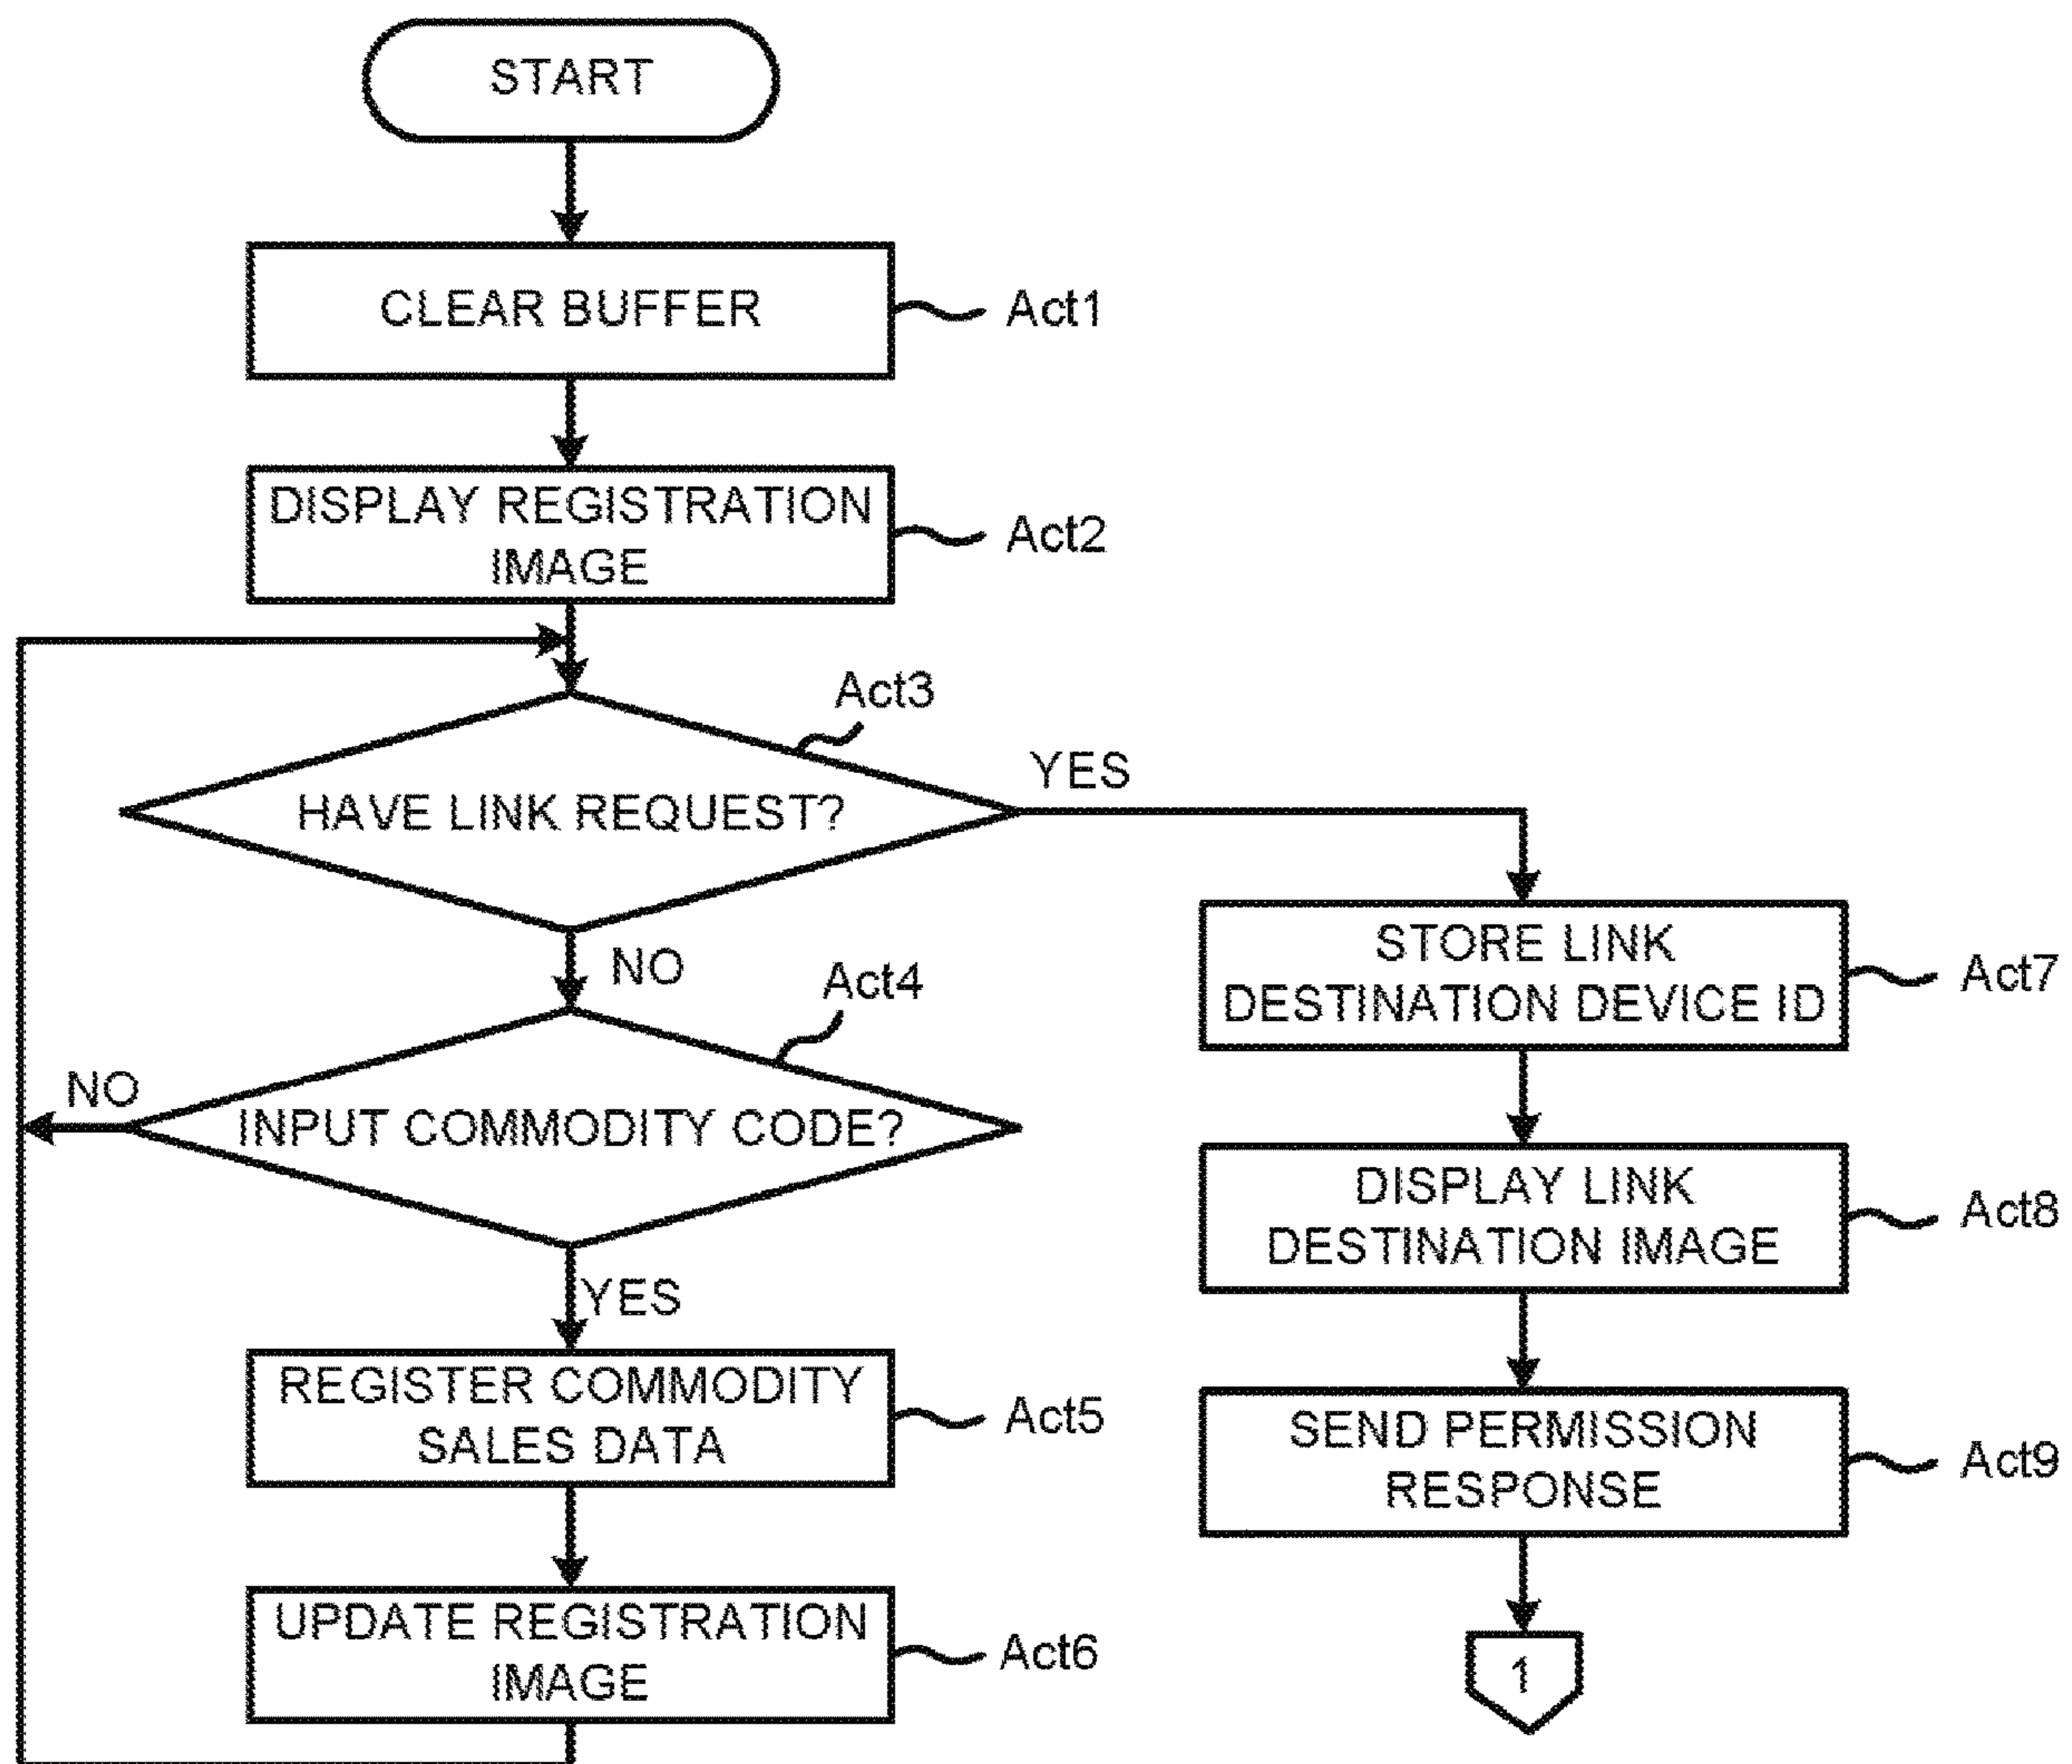 START
CLEAR BUFFER
Act1
DISPLAY REGISTRATION
IMAGE
Act2
Act3
HAVE LINK REQUEST?
YES
NO
Act4
INPUT COMMODITY CODE?
NO
YES
REGISTER COMMODITY
SALES DATA
Act5
UPDATE REGISTRATION
IMAGE
Act6
STORE LINK
DESTINATION DEVICE ID
Act7
DISPLAY LINK
DESTINATION IMAGE
Act8
SEND PERMISSION
RESPONSE
Act9
1